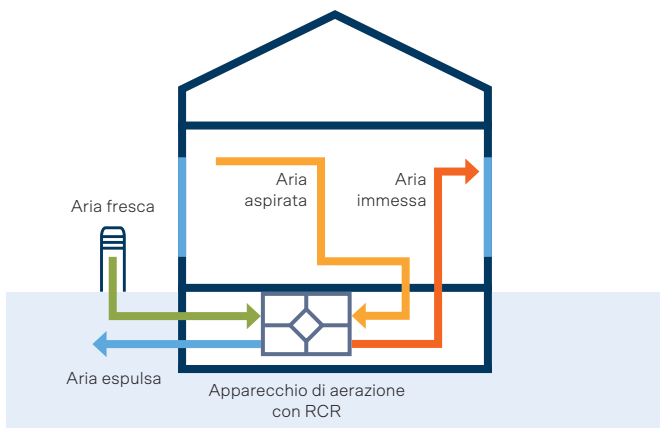 Aria
aspirata
Aria
immessa
Aria fresca
Aria espulsa
Apparecchio di aerazione
con RCR